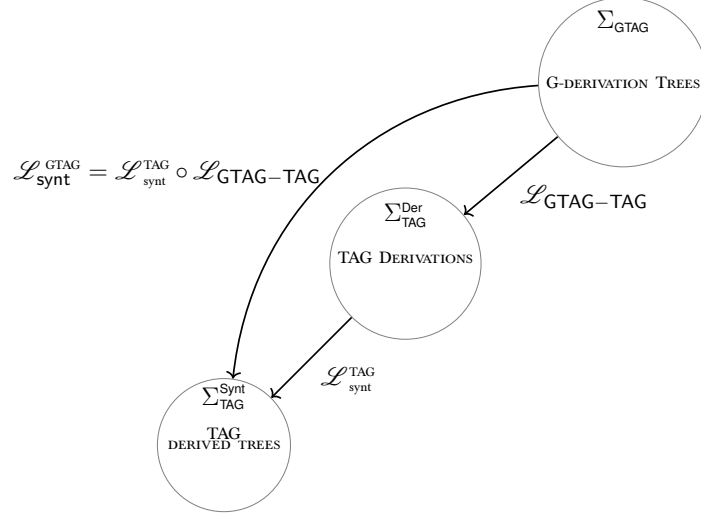 Σ_GTAG
G-DERIVATION TREES
ℒ^GTAG_synt = ℒ^TAG_synt ∘ ℒ_GTAG−TAG
ℒ_GTAG−TAG
Σ^Der_TAG
TAG DERIVATIONS
ℒ^TAG_synt
Σ^Synt_TAG
TAG
DERIVED TREES